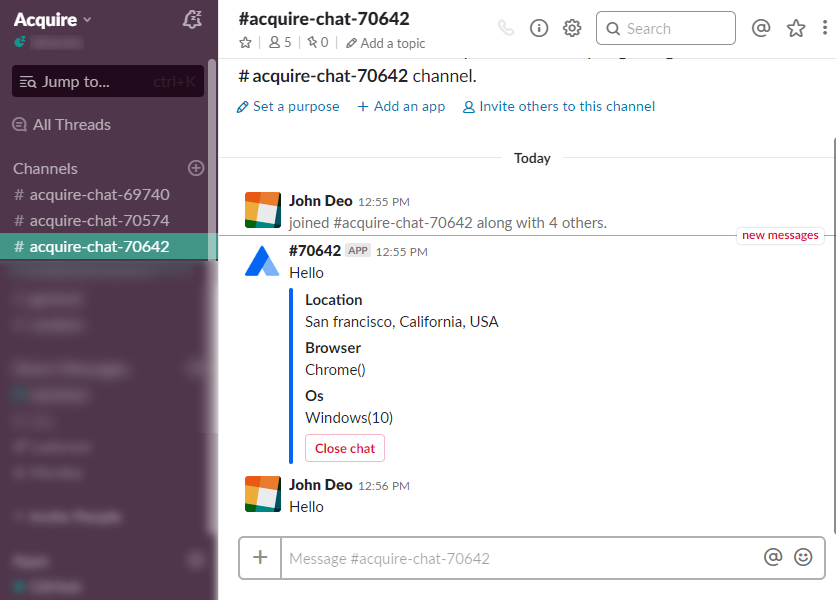 Acquire
Jump to... ctrl+K
All Threads
Channels
# acquire-chat-69740
# acquire-chat-70574
# acquire-chat-70642
#acquire-chat-70642
5 0 Add a topic
Search
# acquire-chat-70642 channel.
Set a purpose + Add an app Invite others to this channel
Today
John Deo 12:55 PM
joined #acquire-chat-70642 along with 4 others.
new messages
#70642 APP 12:55 PM
Hello
Location
San francisco, California, USA
Browser
Chrome()
Os
Windows(10)
Close chat
John Deo 12:56 PM
Hello
+ Message #acquire-chat-70642 @